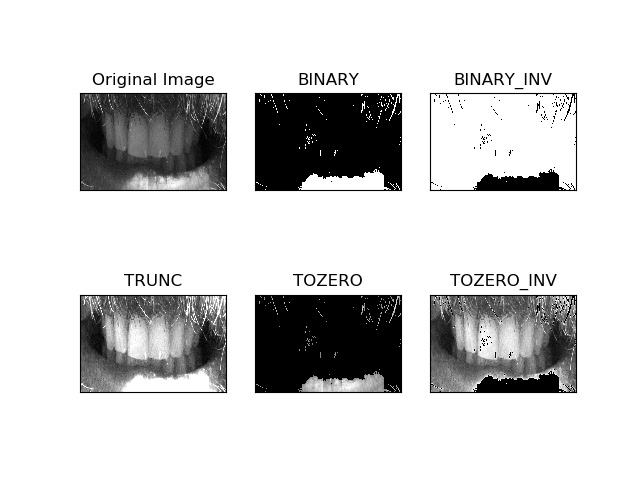 Original Image
BINARY
BINARY_INV
TRUNC
TOZERO
TOZERO_INV